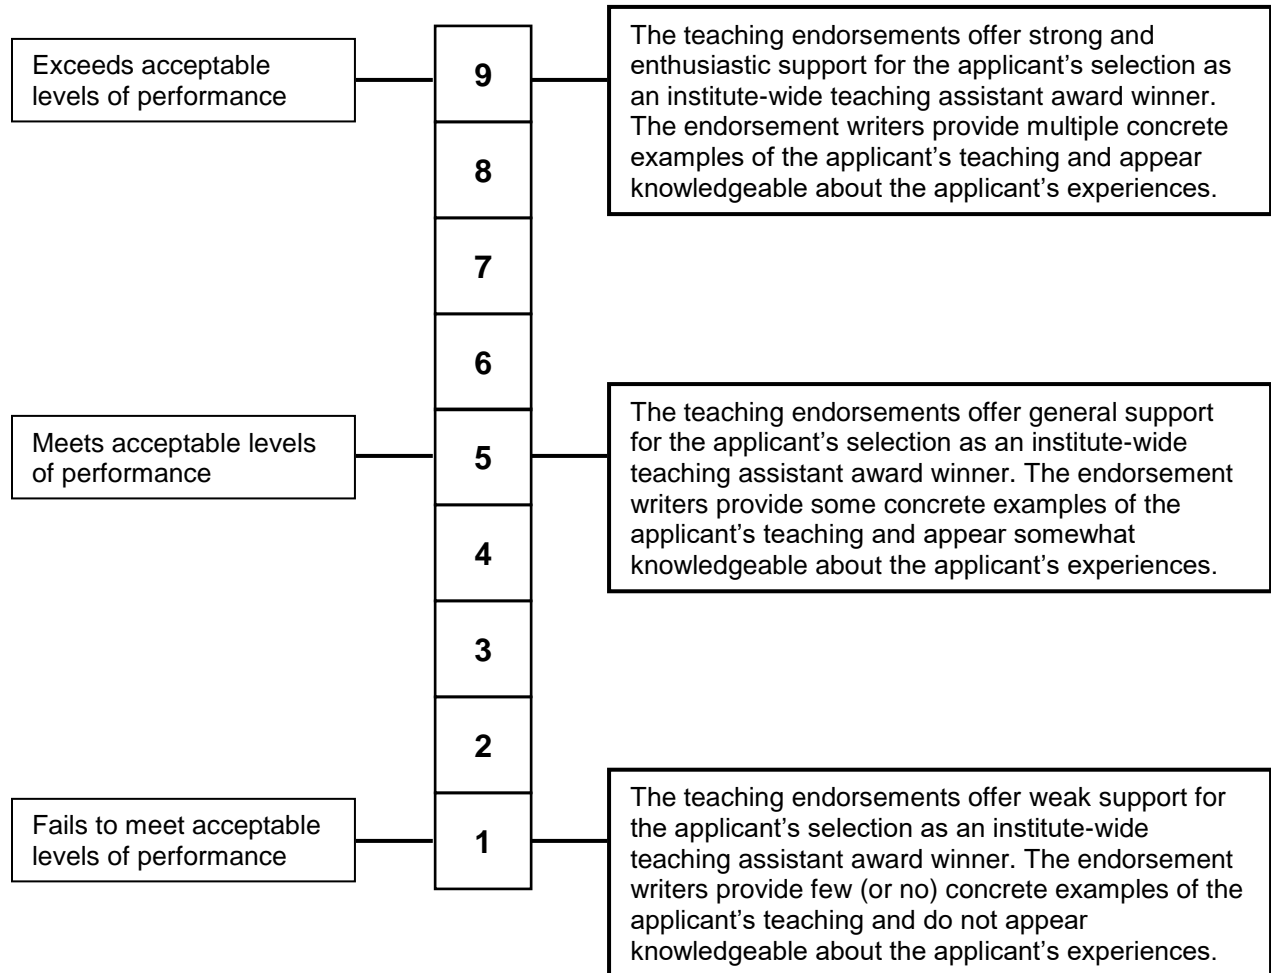 Exceeds acceptable
levels of performance
9
The teaching endorsements offer strong and
enthusiastic support for the applicant’s selection as
an institute-wide teaching assistant award winner.
The endorsement writers provide multiple concrete
examples of the applicant’s teaching and appear
knowledgeable about the applicant’s experiences.
8
7
6
Meets acceptable levels
of performance
5
The teaching endorsements offer general support
for the applicant’s selection as an institute-wide
teaching assistant award winner. The endorsement
writers provide some concrete examples of the
applicant’s teaching and appear somewhat
knowledgeable about the applicant’s experiences.
4
3
2
Fails to meet acceptable
levels of performance
1
The teaching endorsements offer weak support for
the applicant’s selection as an institute-wide
teaching assistant award winner. The endorsement
writers provide few (or no) concrete examples of the
applicant’s teaching and do not appear
knowledgeable about the applicant’s experiences.